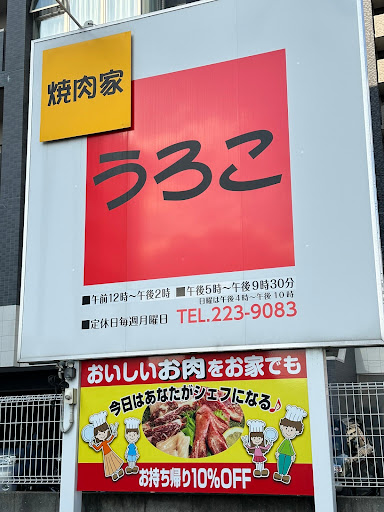 焼肉家
うろこ
■午前12時～午後2時 ■午後5時～午後9時30分
日曜は午後4時～午後10時
■定休日毎週月曜日 TEL.223-9083
おいしいお肉をお家でも
今日はあなたがシェフになる♪
お持ち帰り10%OFF